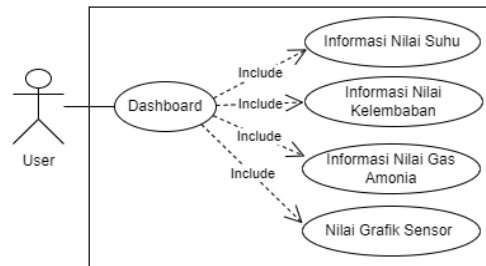 Informasi Nilai Suhu
Include
Dashboard
Include
Informasi Nilai
Kelembaban
User
Include
Informasi Nilai Gas
Amonia
Include
Nilai Grafik Sensor